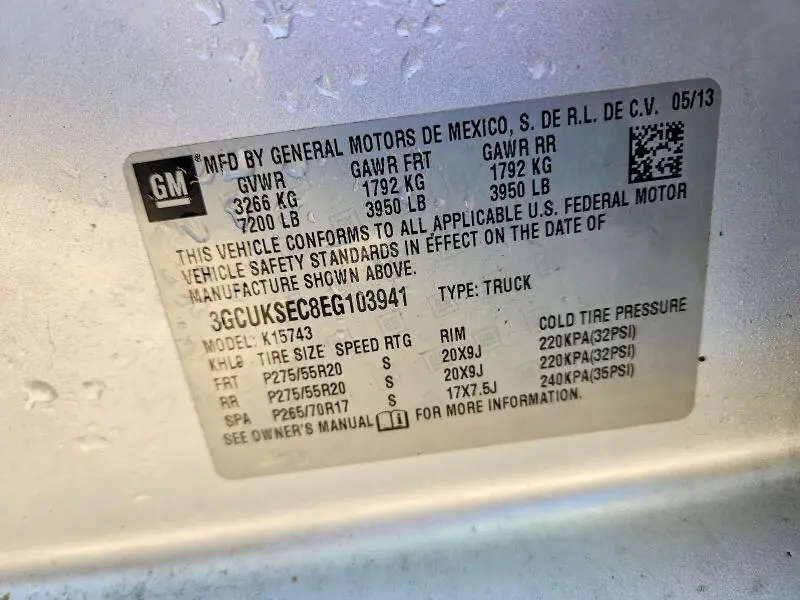 GM ® MFD BY GENERAL MOTORS DE MEXICO, S. DE R.L. DE C.V. 05/13
GVWR GAWR FRT GAWR RR
3266 KG 1792 KG 1792 KG
7200 LB 3950 LB 3950 LB
THIS VEHICLE CONFORMS TO ALL APPLICABLE U.S. FEDERAL MOTOR
VEHICLE SAFETY STANDARDS IN EFFECT ON THE DATE OF
MANUFACTURE SHOWN ABOVE.
3GCUKSEC8EG103941 TYPE: TRUCK
MODEL: K15743
KHL2 TIRE SIZE SPEED RTG RIM COLD TIRE PRESSURE
FRT P275/55R20 S 20X9J 220KPA(32PSI)
RR P275/55R20 S 20X9J 220KPA(32PSI)
SPA P265/70R17 S 17X7.5J 240KPA(35PSI)
SEE OWNER'S MANUAL FOR MORE INFORMATION.